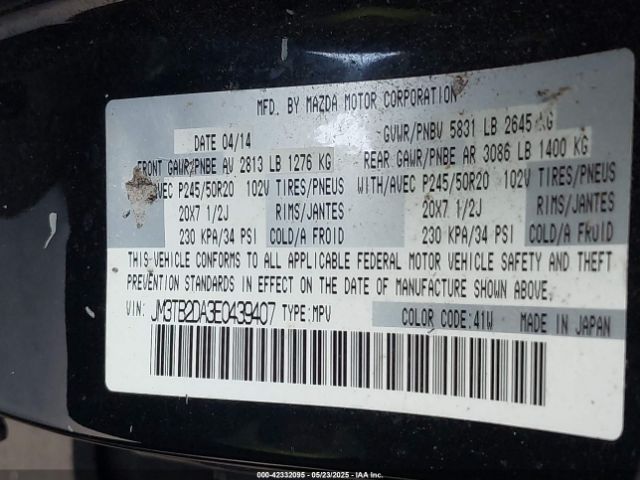 MFD. BY MAZDA MOTOR CORPORATION
DATE 04/14 GVWR/PNBV 5831 LB 2645 KG
FRONT GAWR/PNBE AV 2813 LB 1276 KG REAR GAWR/PNBE AR 3086 LB 1400 KG
AVEC P245/50R20 102V TIRES/PNEUS WITH/AVEC P245/50R20 102V TIRES/PNEUS
20X7 1/2J RIMS/JANTES 20X7 1/2J RIMS/JANTES
230 KPA/34 PSI COLD/A FROID 230 KPA/34 PSI COLD/A FROID
THIS VEHICLE CONFORMS TO ALL APPLICABLE FEDERAL MOTOR VEHICLE SAFETY AND THEFT
PREVENTION STANDARDS IN EFFECT ON THE DATE OF MANUFACTURE SHOWN ABOVE.
VIN: JM3TB2DA3E0439407 TYPE:MPV COLOR CODE:41W MADE IN JAPAN
000-42332095 - 05/23/2025 - IAA Inc.